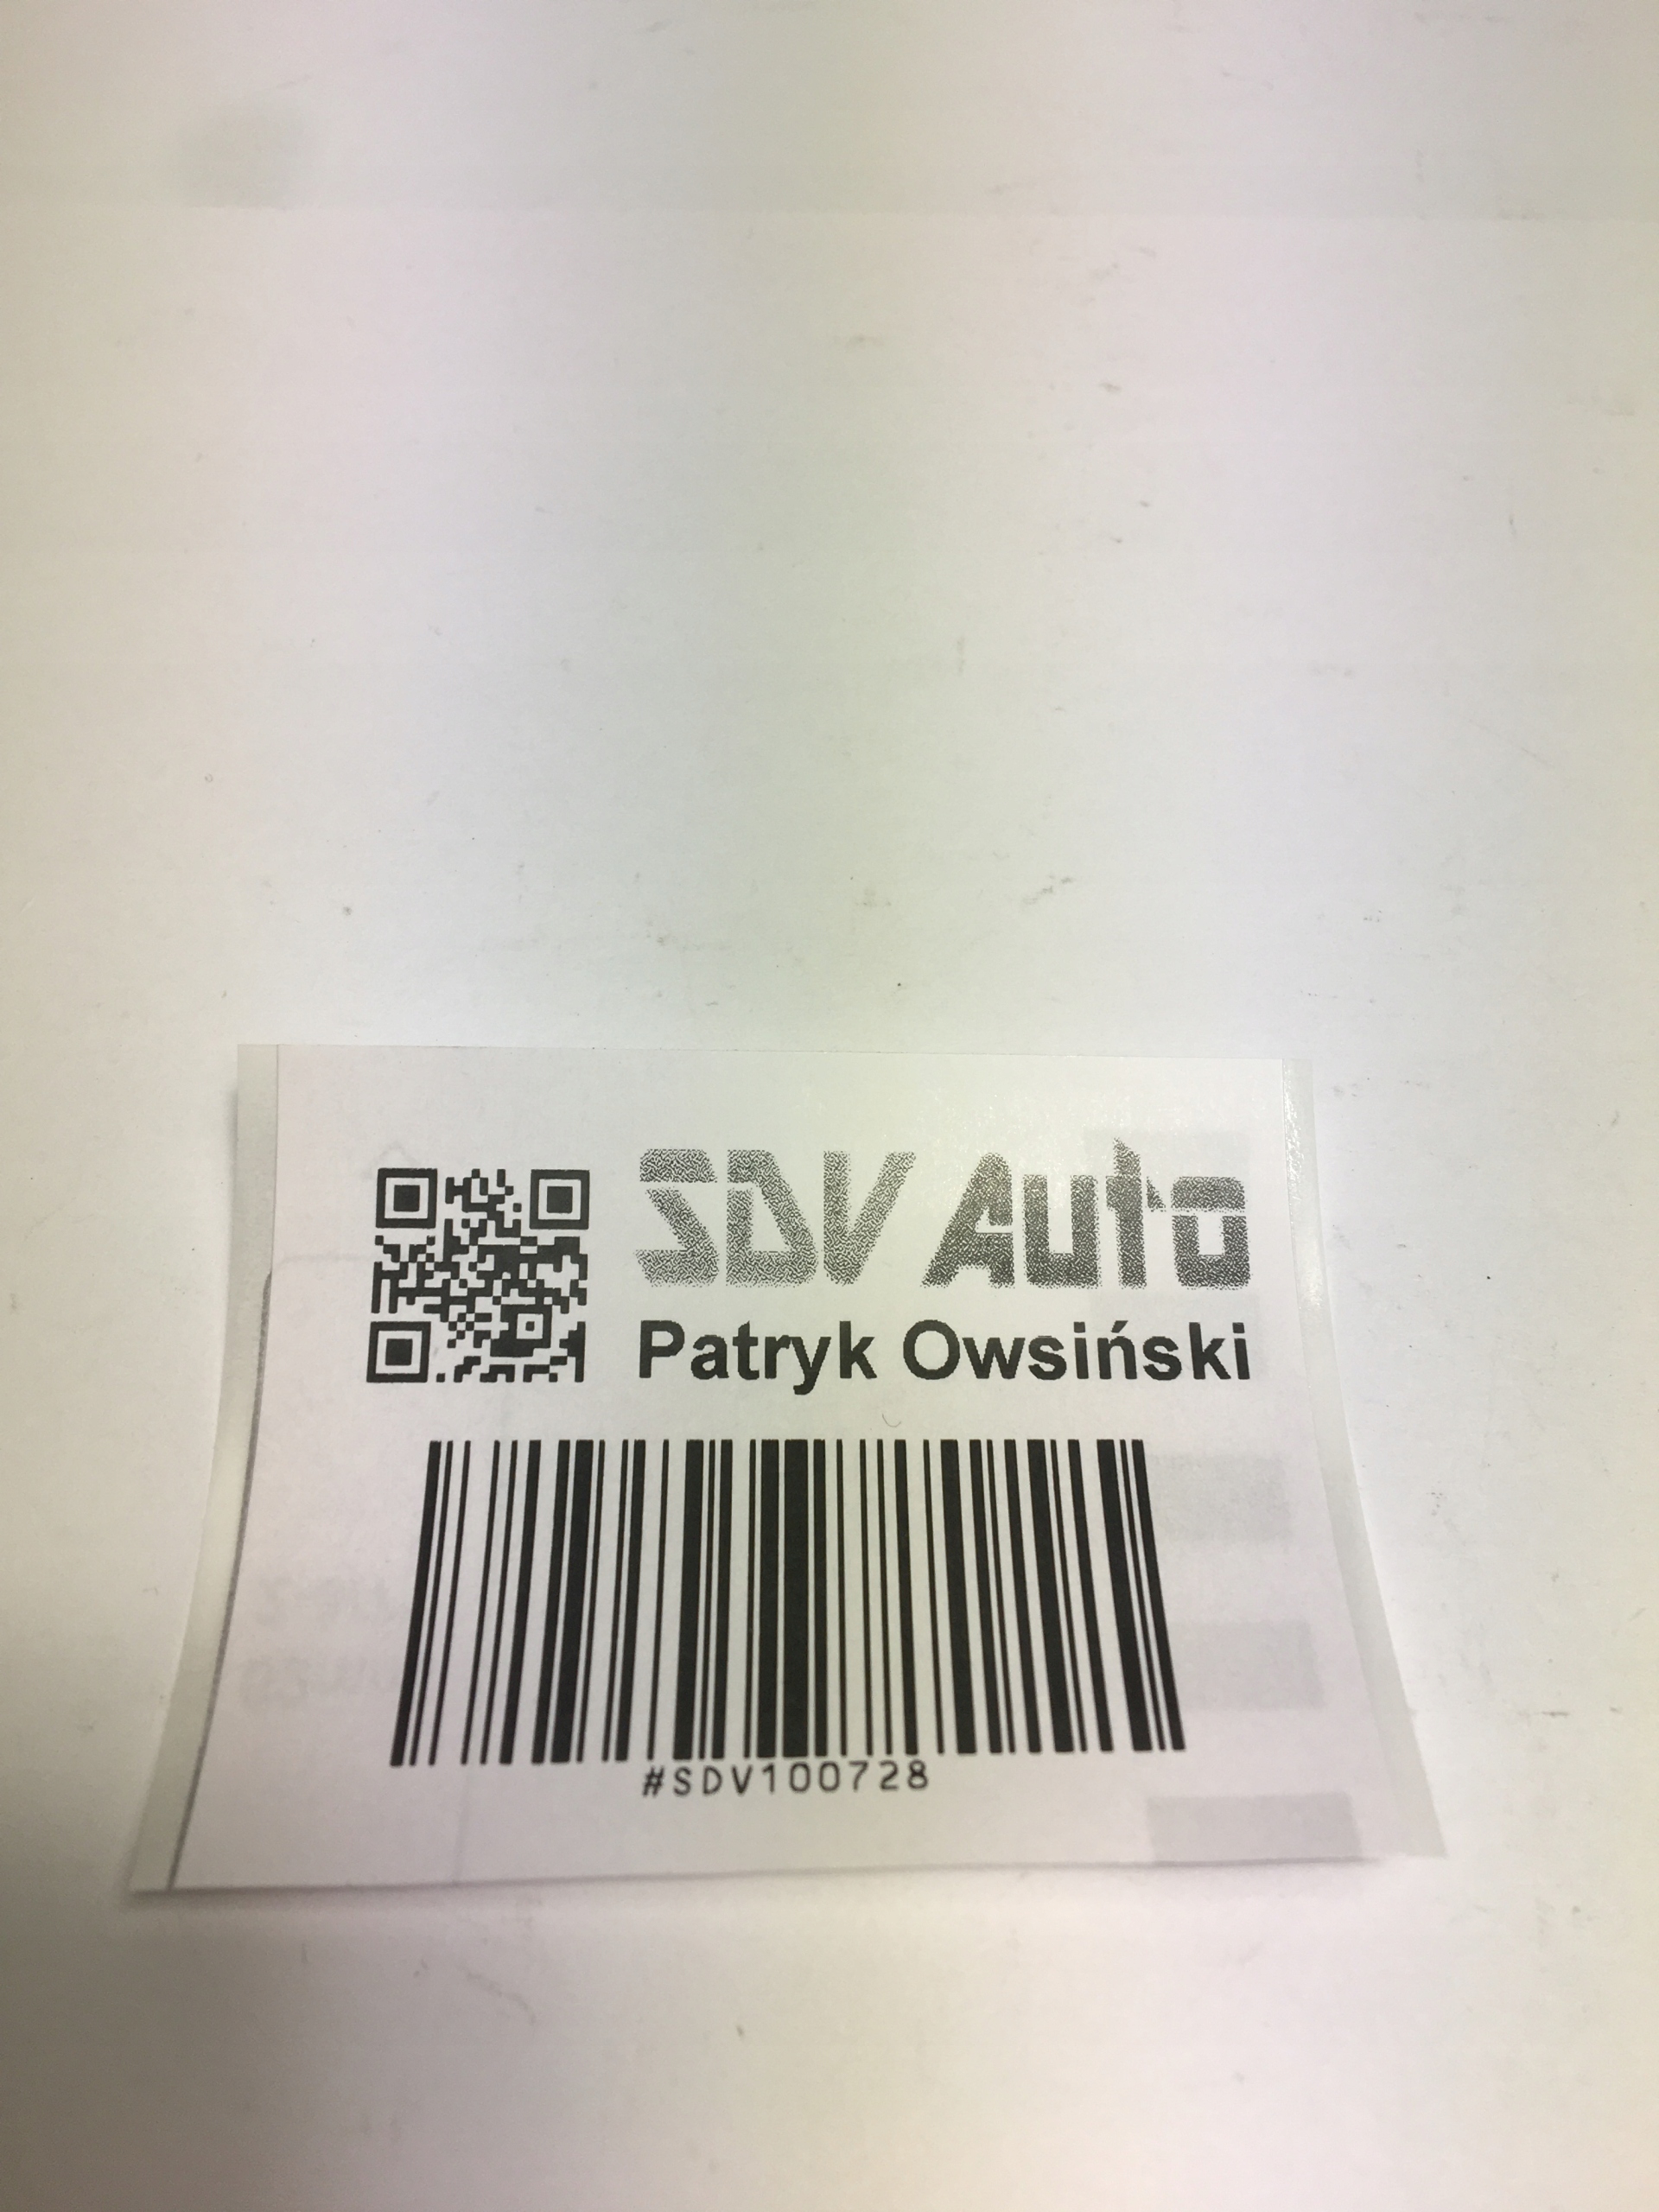 SDV Auto
Patryk Owsiński
#SDV100728